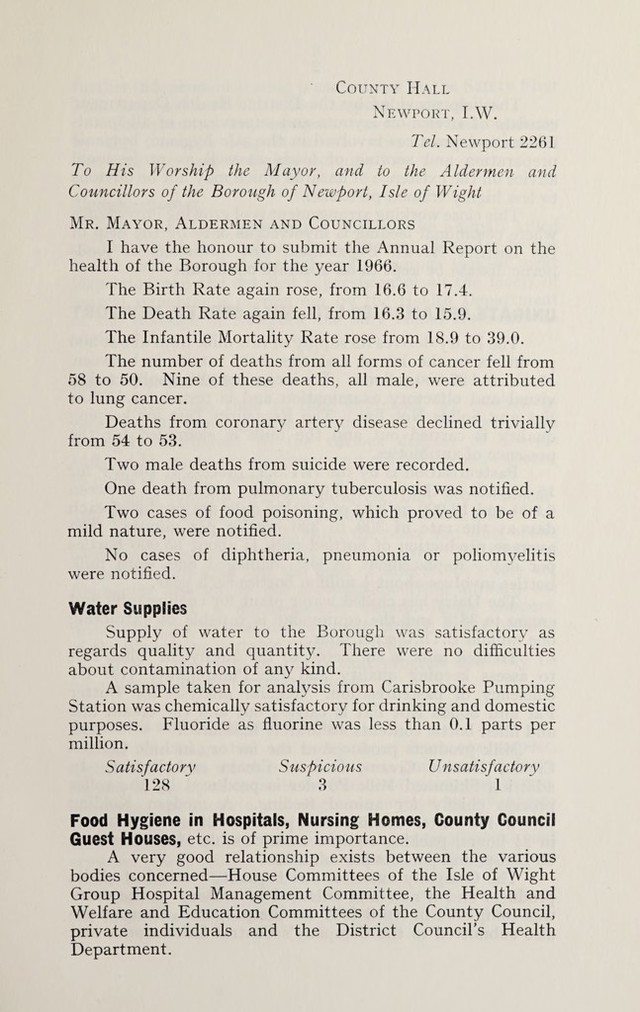 County Hall
Newport, I.W.
Tel. Newport 2261
To His Worship the Mayor, and to the Aldermen and
Councillors of the Borough of Newport, Isle of Wight
Mr. Mayor, Aldermen and Councillors
I have the honour to submit the Annual Report on the
health of the Borough for the year 1966.
The Birth Rate again rose, from 16.6 to 17.4.
The Death Rate again fell, from 16.3 to 15.9.
The Infantile Mortality Rate rose from 18.9 to 39.0.
The number of deaths from all forms of cancer fell from
58 to 50. Nine of these deaths, all male, were attributed
to lung cancer.
Deaths from coronary artery disease declined trivially
from 54 to 53.
Two male deaths from suicide were recorded.
One death from pulmonary tuberculosis was notified.
Two cases of food poisoning, which proved to be of a
mild nature, were notified.
No cases of diphtheria, pneumonia or poliomyelitis
were notified.
Water Supplies
Supply of water to the Borough was satisfactory as
regards quality and quantity. There were no difficulties
about contamination of any kind.
A sample taken for analysis from Carisbrooke Pumping
Station was chemically satisfactory for drinking and domestic
purposes. Fluoride as fluorine was less than 0.1 parts per
million.
Satisfactory Suspicious Unsatisfactory
128 3 1
Food Hygiene in Hospitals, Nursing Homes, County Council
Guest Houses, etc. is of prime importance.
A very good relationship exists between the various
bodies concerned—House Committees of the Isle of Wight
Group Hospital Management Committee, the Health and
Welfare and Education Committees of the County Council,
private individuals and the District Council's Health
Department.